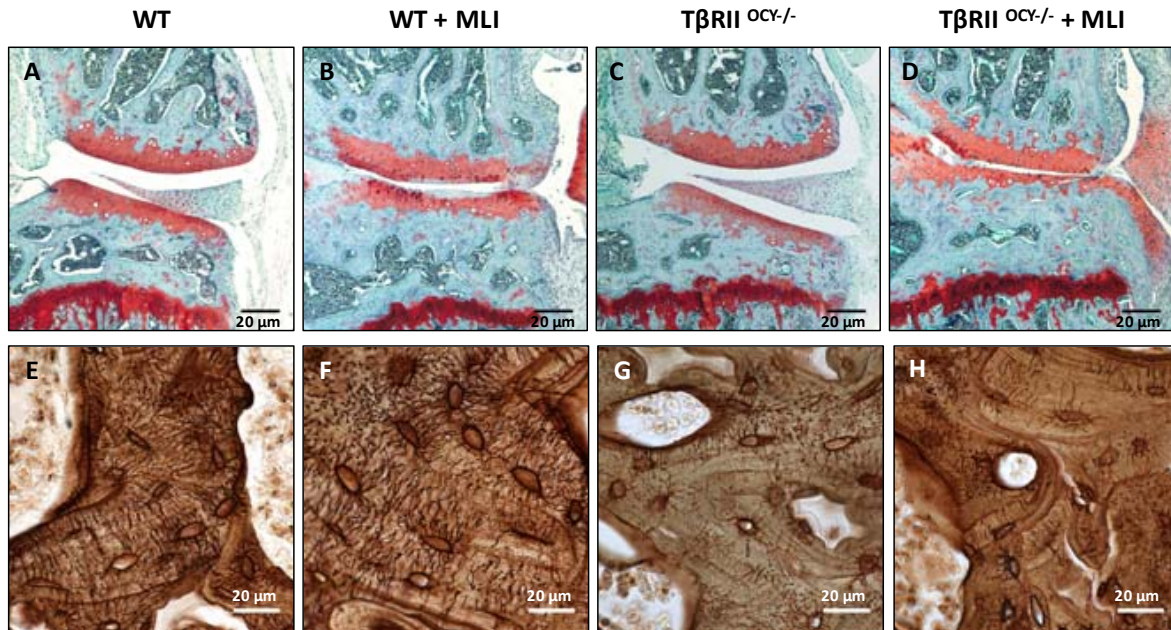 WT WT + MLI TβRII OCY-/- TβRII OCY-/- + MLI
A B C D
20 µm 20 µm 20 µm 20 µm
E F G H
20 µm 20 µm 20 µm 20 µm